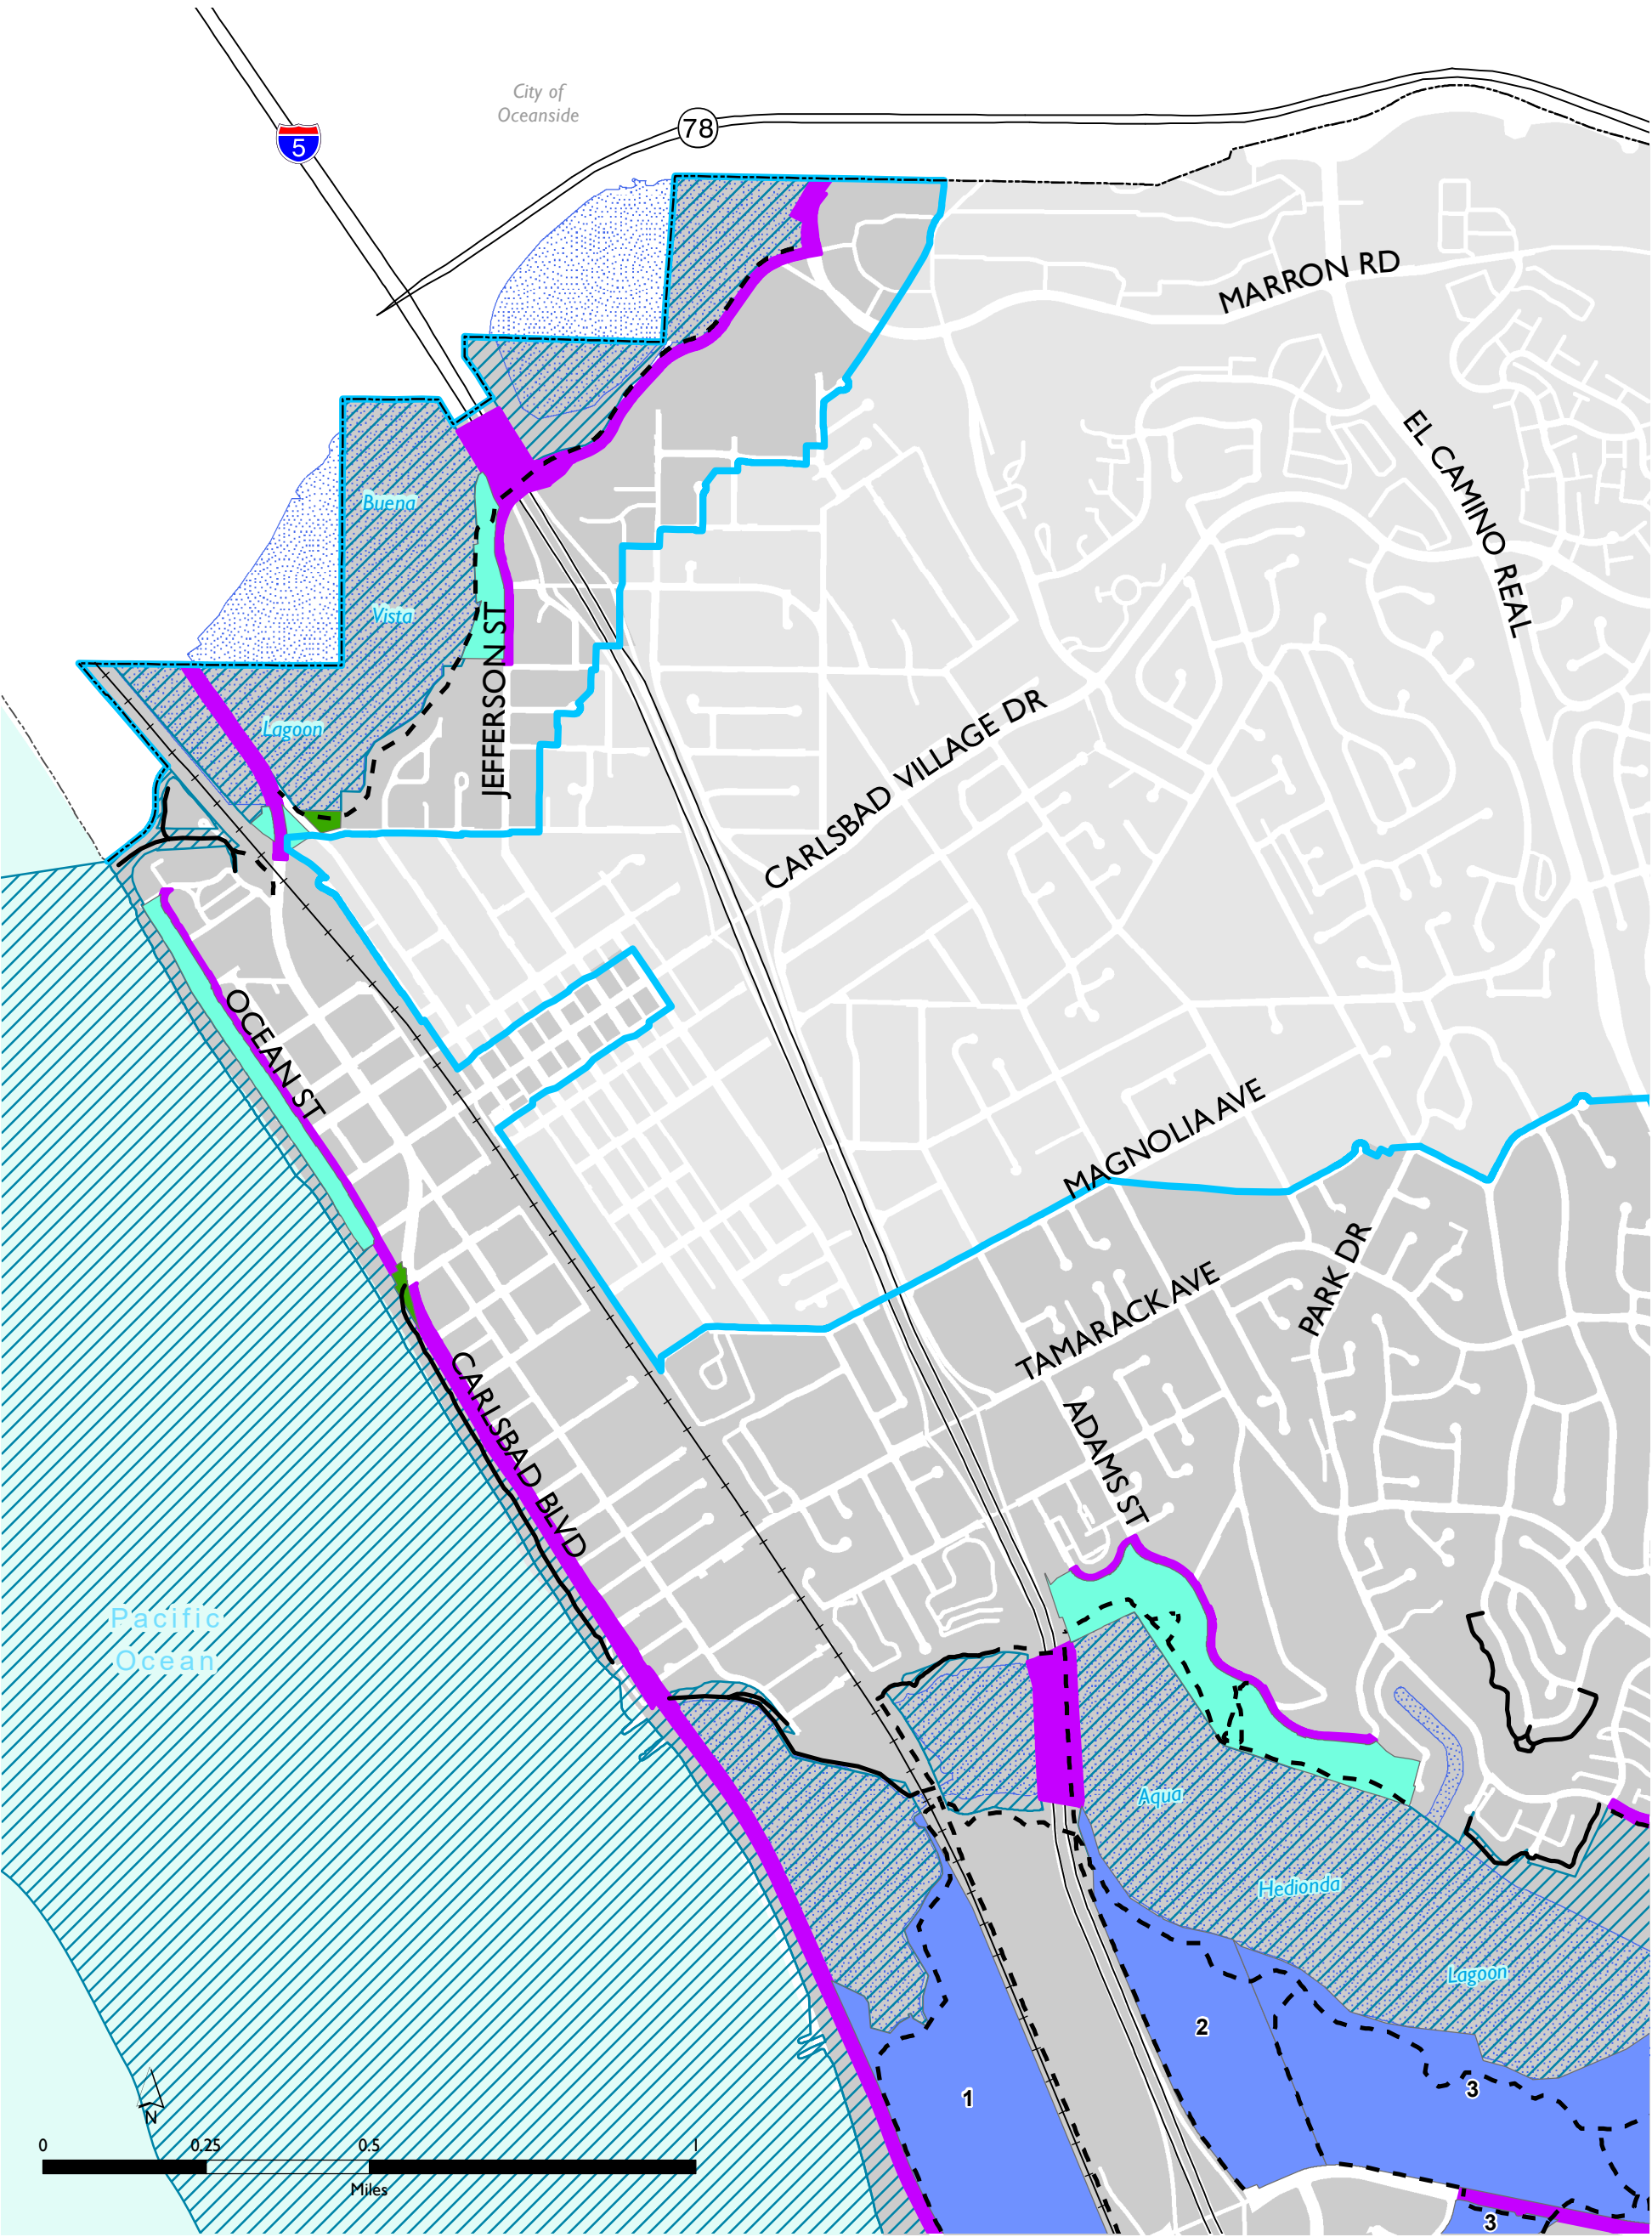 City of
Oceanside
78
5
MARRON RD
EL CAMINO REAL
Buena
Vista
Lagoon
JEFFERSON ST
CARLSBAD VILLAGE DR
OCEAN ST
MAGNOLIA AVE
PARK DR
TAMARACK AVE
CARLSBAD BLVD
ADAMS ST
Pacific
Ocean
Aqua
Hedionda
Lagoon
2
1
3
3
N
0 0.25 0.5 1
Miles